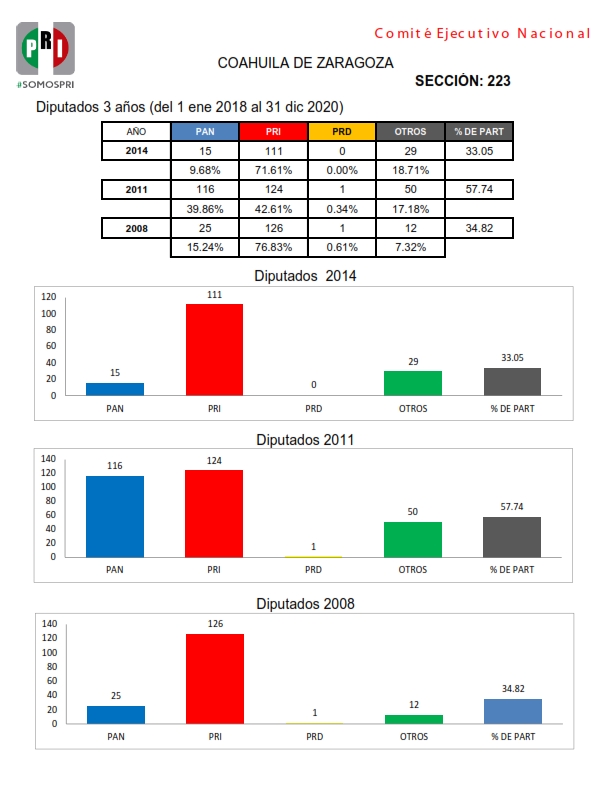 Comité Ejecutivo Nacional
PRI
#SOMOSPRI
COAHUILA DE ZARAGOZA
SECCIÓN: 223
Diputados 3 años (del 1 ene 2018 al 31 dic 2020)
AÑO PAN PRI PRD OTROS % DE PART
2014 15 111 0 29 33.05
9.68% 71.61% 0.00% 18.71%
2011 116 124 1 50 57.74
39.86% 42.61% 0.34% 17.18%
2008 25 126 1 12 34.82
15.24% 76.83% 0.61% 7.32%
Diputados 2014
120
100
80
60
40
20
0
15 111 0 29 33.05
PAN PRI PRD OTROS % DE PART
Diputados 2011
140
120
100
80
60
40
20
0
116 124 1 50 57.74
PAN PRI PRD OTROS % DE PART
Diputados 2008
140
120
100
80
60
40
20
0
25 126 1 12 34.82
PAN PRI PRD OTROS % DE PART